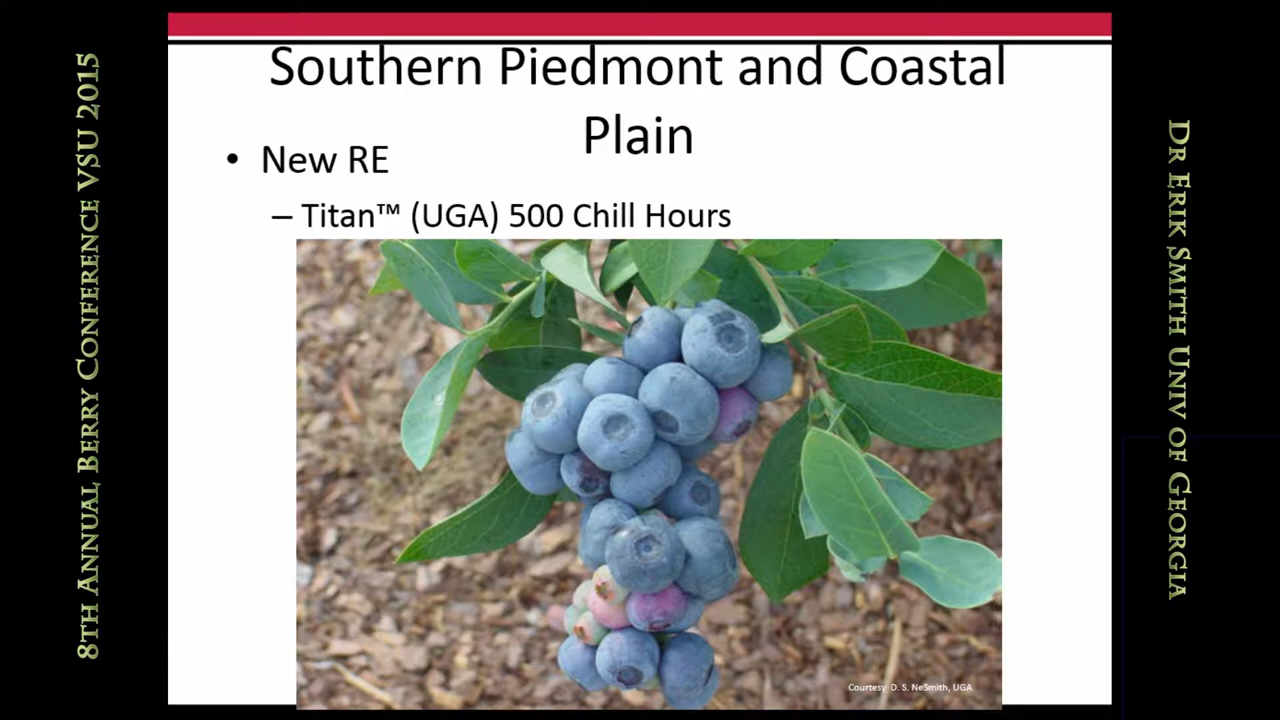 Southern Piedmont and Coastal
Plain
• New RE
– Titan™ (UGA) 500 Chill Hours
Courtesy D. S. NeSmith, UGA
8TH ANNUAL BERRY CONFERENCE VSU 2015
DR ERIK SMITH UNIV OF GEORGIA